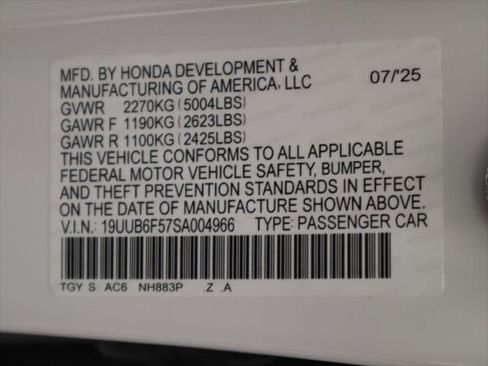 MFD. BY HONDA DEVELOPMENT &
MANUFACTURING OF AMERICA, LLC 07/'25
GVWR 2270KG (5004LBS)
GAWR F 1190KG (2623LBS)
GAWR R 1100KG (2425LBS)
THIS VEHICLE CONFORMS TO ALL APPLICABLE
FEDERAL MOTOR VEHICLE SAFETY, BUMPER,
AND THEFT PREVENTION STANDARDS IN EFFECT
ON THE DATE OF MANUFACTURE SHOWN ABOVE.
V.I.N.: 19UUB6F57SA004966 TYPE: PASSENGER CAR
TGY S AC6 NH883P .Z .A